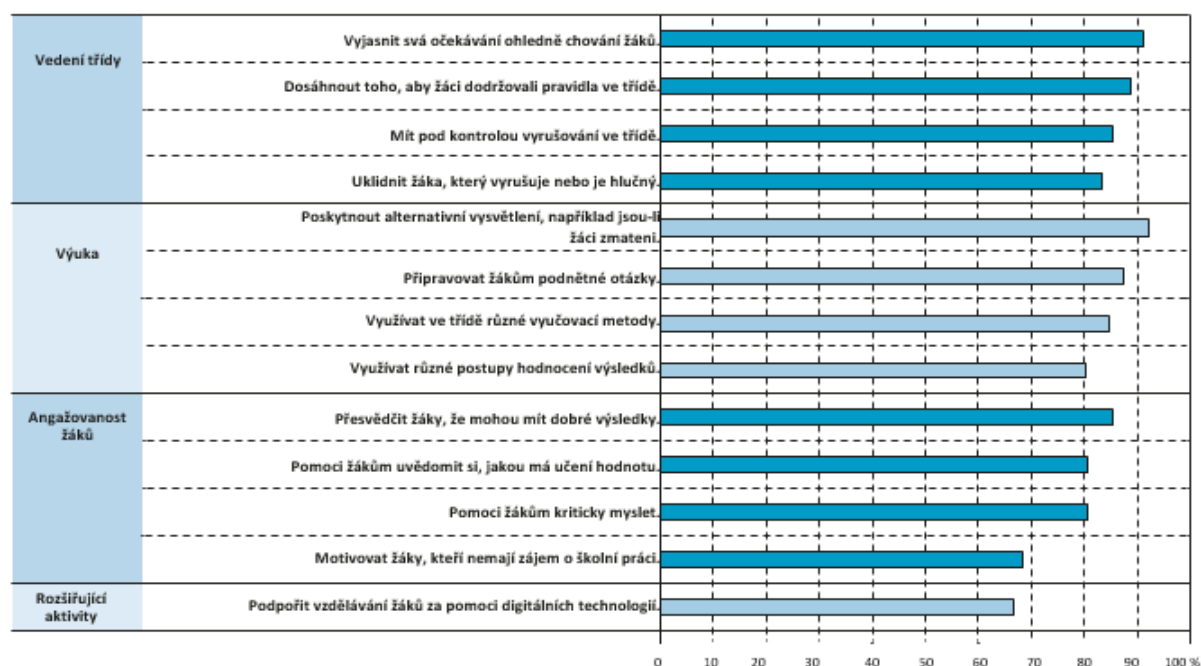 Vedení třídy
Vyjasnit svá očekávání ohledně chování žáků.
Dosáhnout toho, aby žáci dodržovali pravidla ve třídě.
Mít pod kontrolou vyrušování ve třídě.
Uklidnit žáka, který vyrušuje nebo je hlučný.
Výuka
Poskytnout alternativní vysvětlení, například jsou-li
žáci zmateni.
Připravovat žákům podnětné otázky.
Využívat ve třídě různé vyučovací metody.
Využívat různé postupy hodnocení výsledků.
Angažovanost
žáků
Přesvědčit žáky, že mohou mít dobré výsledky.
Pomoci žákům uvědomit si, jakou má učení hodnotu.
Pomoci žákům kriticky myslet.
Motivovat žáky, kteří nemají zájem o školní práci.
Rozšiřující
aktivity
Podpořit vzdělávání žáků za pomoci digitálních technologií.
0 10 20 30 40 50 60 70 80 90 100 %